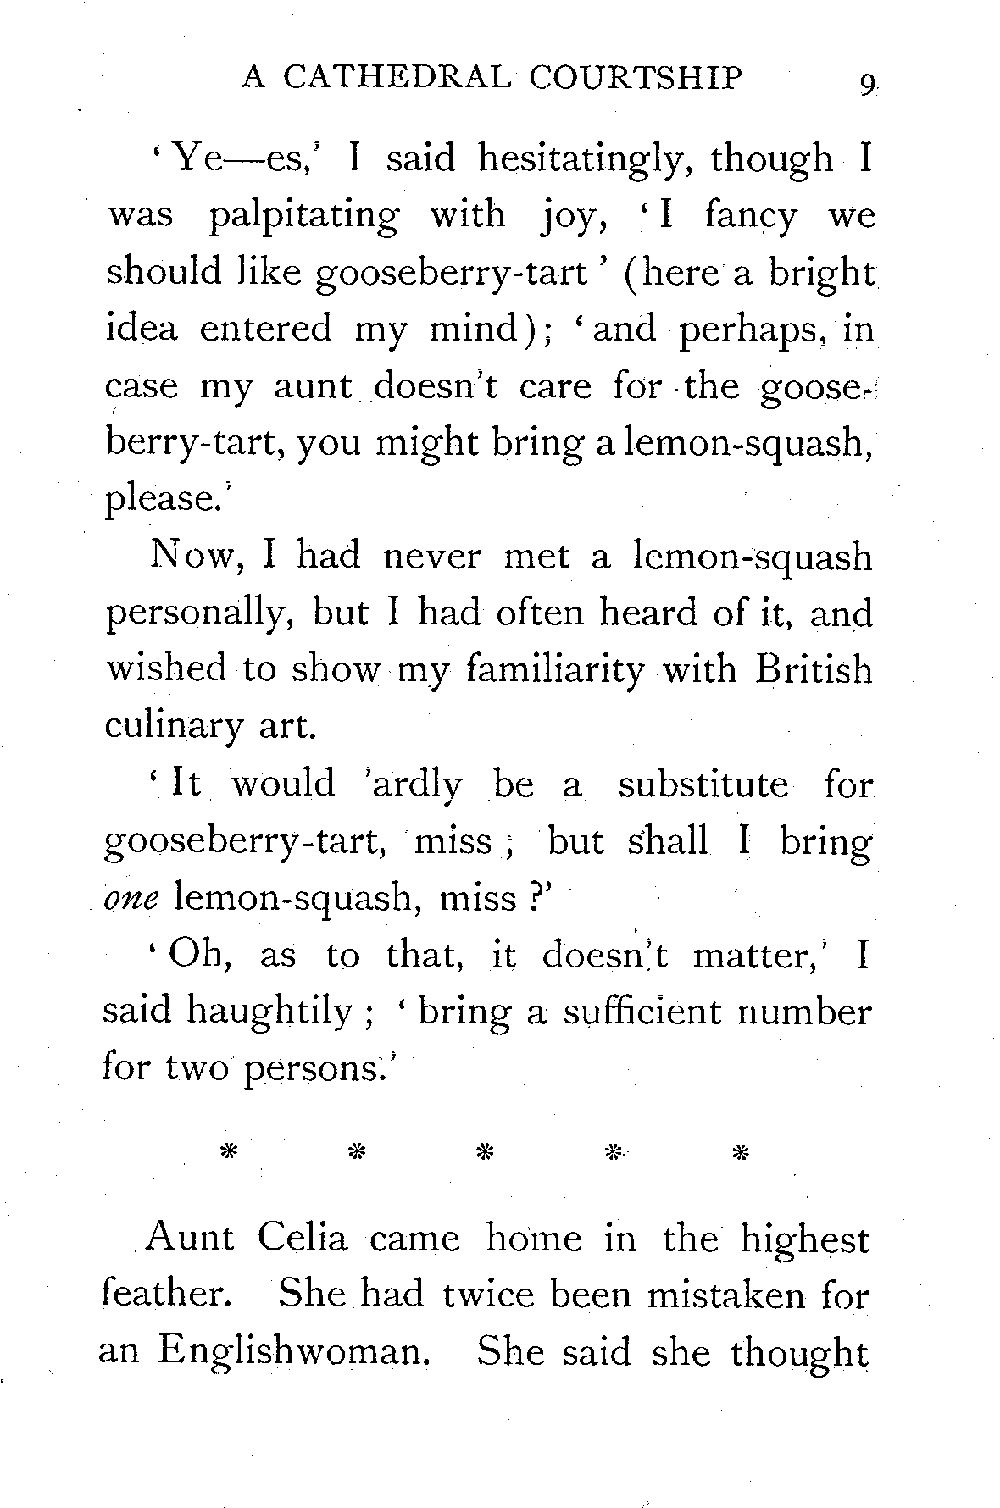 A CATHEDRAL COURTSHIP 9
‘ Ye—es,’ I said hesitatingly, though I
was palpitating with joy, ‘ I fancy we
should like gooseberry-tart ’ (here a bright
idea entered my mind) ; ‘ and perhaps, in
case my aunt doesn’t care for the goose-
berry-tart, you might bring a lemon-squash,
please.’
Now, I had never met a lemon-squash
personally, but I had often heard of it, and
wished to show my familiarity with British
culinary art.
‘ It would ’ardly be a substitute for
gooseberry-tart, miss ; but shall I bring
one lemon-squash, miss ?’
‘ Oh, as to that, it doesn’t matter,’ I
said haughtily ; ‘ bring a sufficient number
for two persons.’
* * * * *
Aunt Celia came home in the highest
feather. She had twice been mistaken for
an Englishwoman. She said she thought